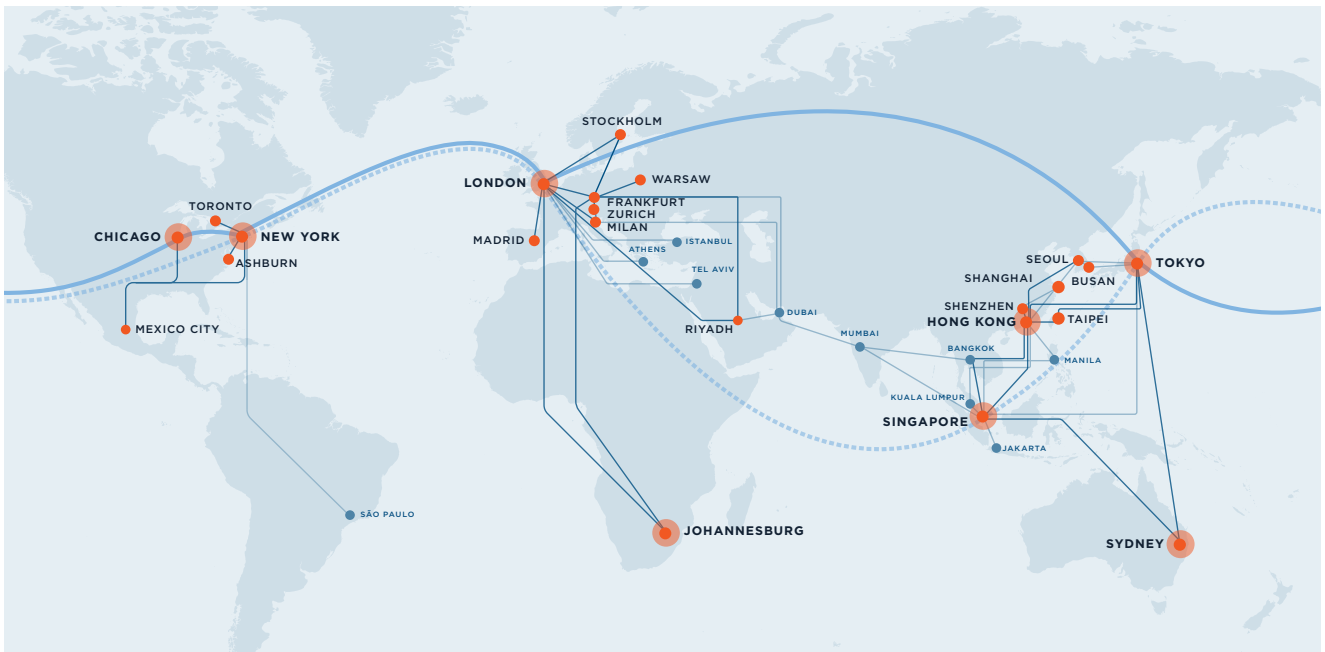 STOCKHOLM
LONDON
WARSAW
TORONTO
FRANKFURT
ZURICH
MILAN
CHICAGO
NEW YORK
MADRID
ISTANBUL
ATHENS
ASHBURN
TEL AVIV
SEOUL
TOKYO
SHANGHAI
BUSAN
SHENZHEN
DUBAI
HONG KONG
TAIPEI
MEXICO CITY
RIYADH
MUMBAI
BANGKOK
MANILA
KUALA LUMPUR
SINGAPORE
JAKARTA
SÃO PAULO
JOHANNESBURG
SYDNEY